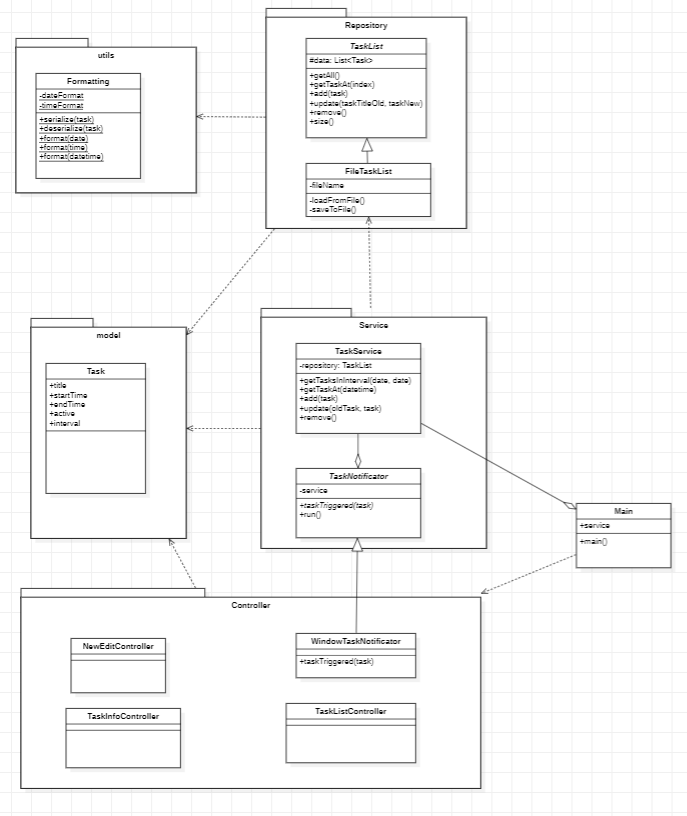 Repository
TaskList
#data: List<Task>
+getAll()
+getTaskAt(index)
+add(task)
+update(taskTitleOld, taskNew)
+remove()
+size()
FileTaskList
-fileName
-loadFromFile()
-saveToFile()
utils
Formatting
-dateFormat
-timeFormat
+serialize(task)
+deserialize(task)
+format(date)
+format(time)
+format(datetime)
model
Task
+title
+startTime
+endTime
+active
+interval
Service
TaskService
-repository: TaskList
+getTasksInInterval(date, date)
+getTaskAt(datetime)
+add(task)
+update(oldTask, task)
+remove()
TaskNotificator
-service
+taskTriggered(task)
+run()
Main
+service
+main()
Controller
NewEditController
WindowTaskNotificator
+taskTriggered(task)
TaskInfoController
TaskListController